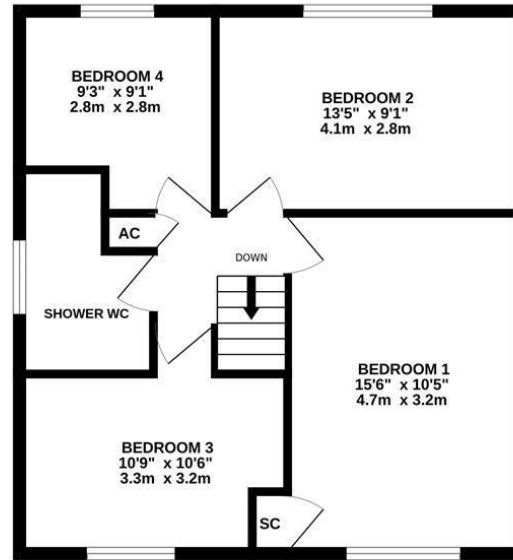 BEDROOM 4
9'3" x 9'1"
2.8m x 2.8m
BEDROOM 2
13'5" x 9'1"
4.1m x 2.8m
AC
DOWN
SHOWER WC
BEDROOM 1
15'6" x 10'5"
4.7m x 3.2m
BEDROOM 3
10'9" x 10'6"
3.3m x 3.2m
SC